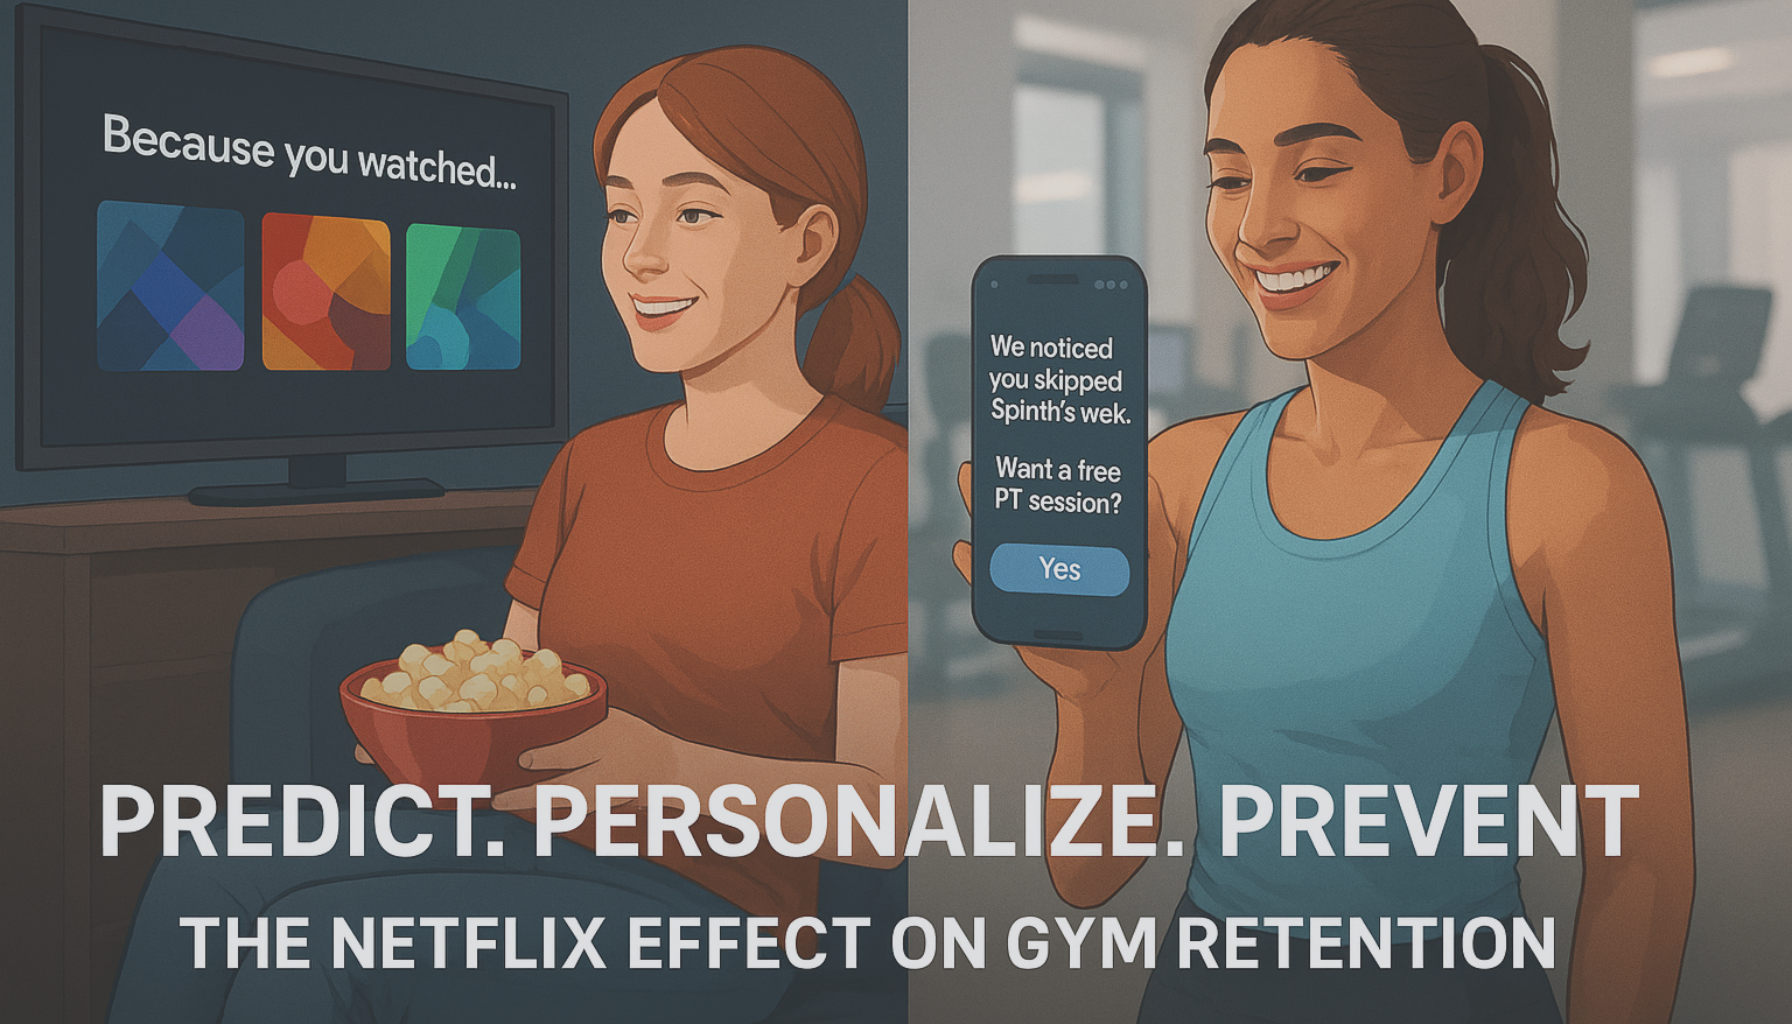 Because you watched...
We noticed
you skipped
Spinth's wek.
Want a free
PT session?
Yes
PREDICT. PERSONALIZE. PREVENT
THE NETFLIX EFFECT ON GYM RETENTION